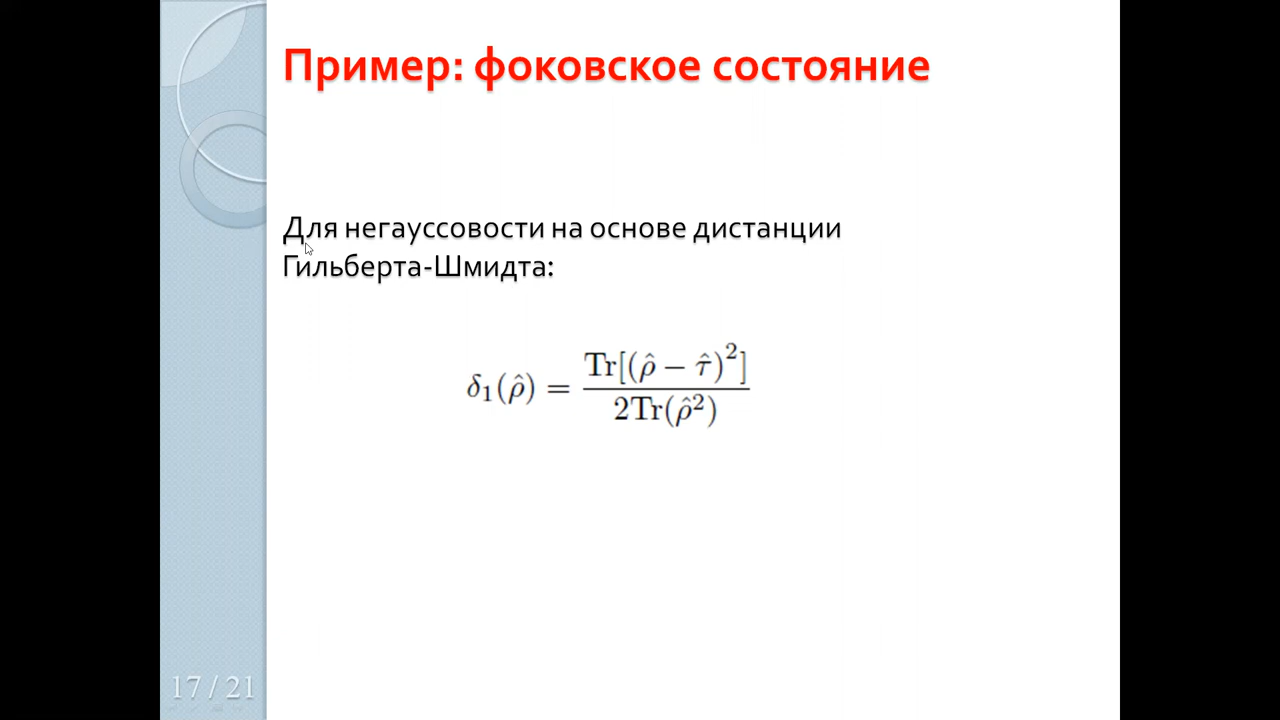 Пример: фоковское состояние
Для негауссовости на основе дистанции
Гильберта-Шмидта:
δ₁(ρ̂) = Tr[(ρ̂ − τ̂)²] / 2Tr(ρ̂²)
17 / 21